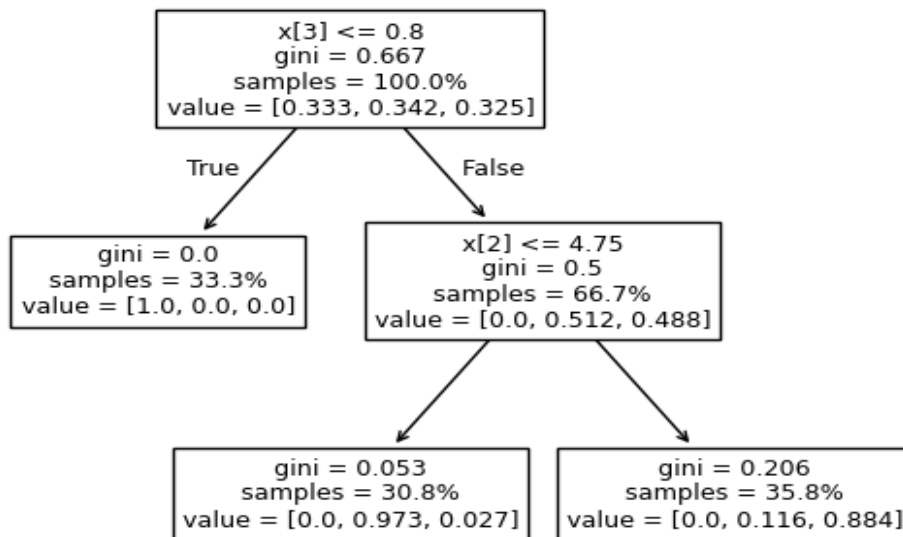 x[3] <= 0.8
gini = 0.667
samples = 100.0%
value = [0.333, 0.342, 0.325]
True
False
gini = 0.0
samples = 33.3%
value = [1.0, 0.0, 0.0]
x[2] <= 4.75
gini = 0.5
samples = 66.7%
value = [0.0, 0.512, 0.488]
gini = 0.053
samples = 30.8%
value = [0.0, 0.973, 0.027]
gini = 0.206
samples = 35.8%
value = [0.0, 0.116, 0.884]